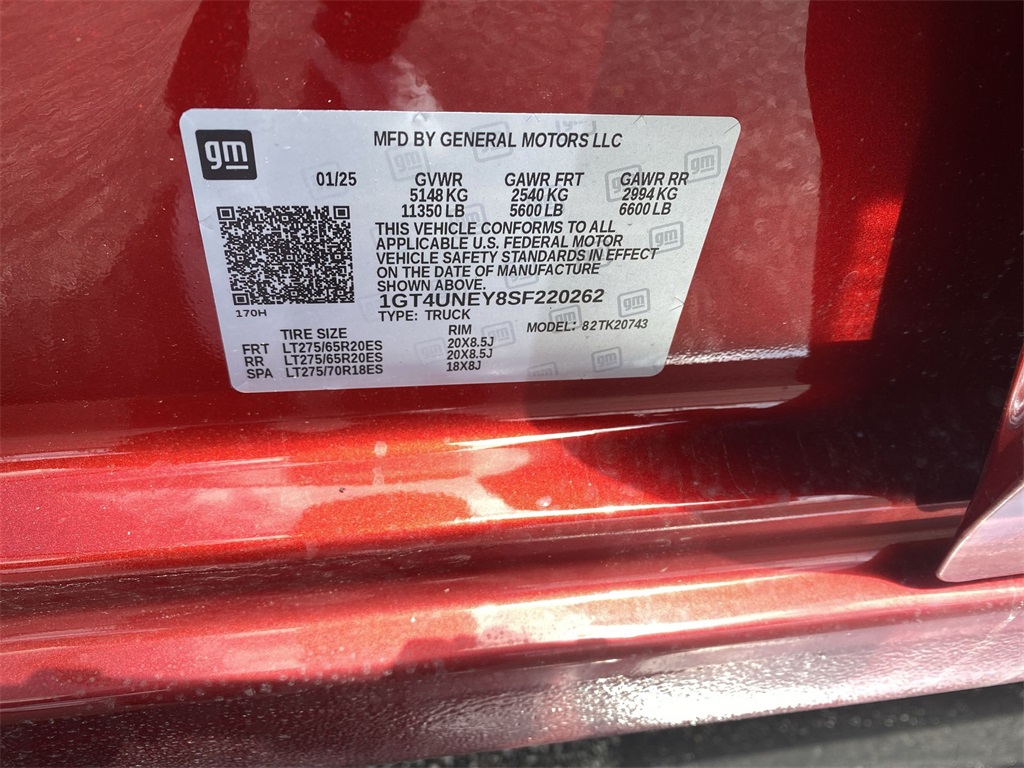 gm
MFD BY GENERAL MOTORS LLC
01/25 GVWR GAWR FRT GAWR RR
5148 KG 2540 KG 2994 KG
11350 LB 5600 LB 6600 LB
THIS VEHICLE CONFORMS TO ALL
APPLICABLE U.S. FEDERAL MOTOR
VEHICLE SAFETY STANDARDS IN EFFECT
ON THE DATE OF MANUFACTURE
SHOWN ABOVE.
1GT4UNEY8SF220262
170H
TYPE: TRUCK MODEL: 82TK20743
TIRE SIZE RIM
FRT LT275/65R20ES 20X8.5J
RR LT275/65R20ES 20X8.5J
SPA LT275/70R18ES 18X8J